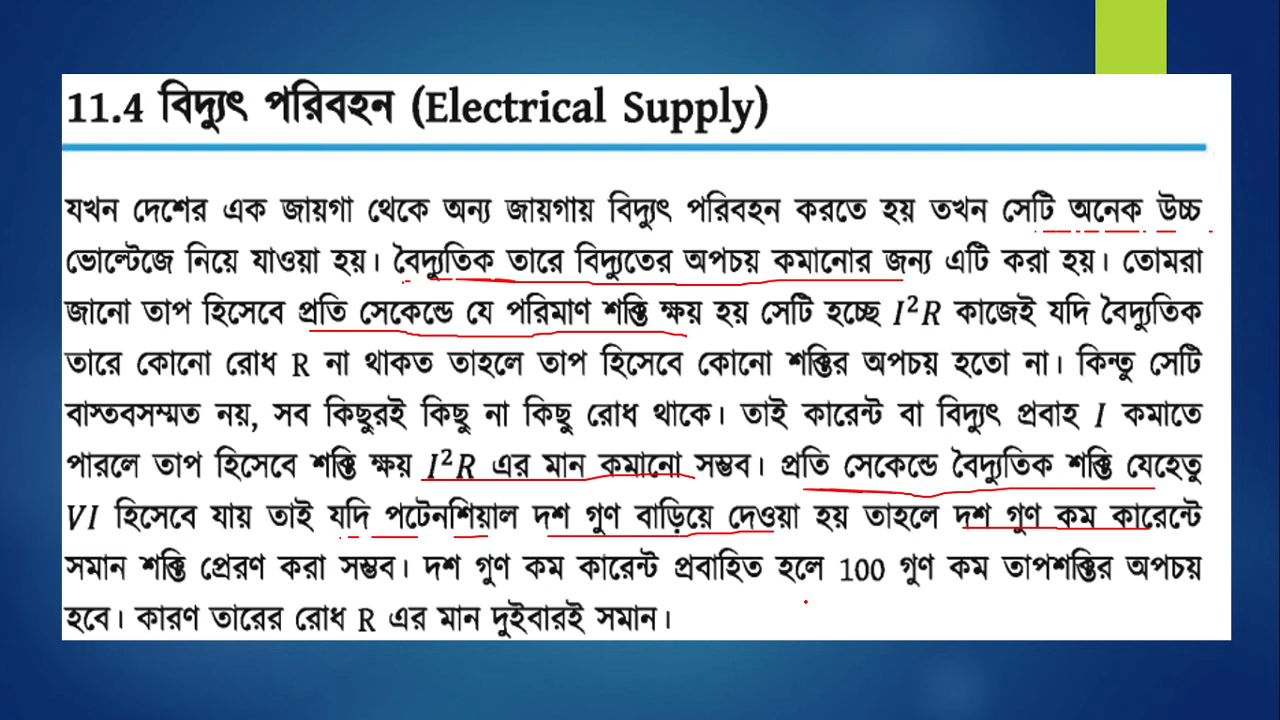 11.4 বিদ্যুৎ পরিবহন (Electrical Supply)
যখন দেশের এক জায়গা থেকে অন্য জায়গায় বিদ্যুৎ পরিবহন করতে হয় তখন সেটি অনেক উচ্চ
ভোল্টেজে নিয়ে যাওয়া হয়। বৈদ্যুতিক তারে বিদ্যুতের অপচয় কমানোর জন্য এটি করা হয়। তোমরা
জানো তাপ হিসেবে প্রতি সেকেন্ডে যে পরিমাণ শক্তি ক্ষয় হয় সেটি হচ্ছে I²R কাজেই যদি বৈদ্যুতিক
তারে কোনো রোধ R না থাকত তাহলে তাপ হিসেবে কোনো শক্তির অপচয় হতো না। কিন্তু সেটি
বাস্তবসম্মত নয়, সব কিছুরই কিছু না কিছু রোধ থাকে। তাই কারেন্ট বা বিদ্যুৎ প্রবাহ I কমাতে
পারলে তাপ হিসেবে শক্তি ক্ষয় I²R এর মান কমানো সম্ভব। প্রতি সেকেন্ডে বৈদ্যুতিক শক্তি যেহেতু
VI হিসেবে যায় তাই যদি পটেনশিয়াল দশ গুণ বাড়িয়ে দেওয়া হয় তাহলে দশ গুণ কম কারেন্টে
সমান শক্তি প্রেরণ করা সম্ভব। দশ গুণ কম কারেন্ট প্রবাহিত হলে 100 গুণ কম তাপশক্তির অপচয়
হবে। কারণ তারের রোধ R এর মান দুইবারই সমান।